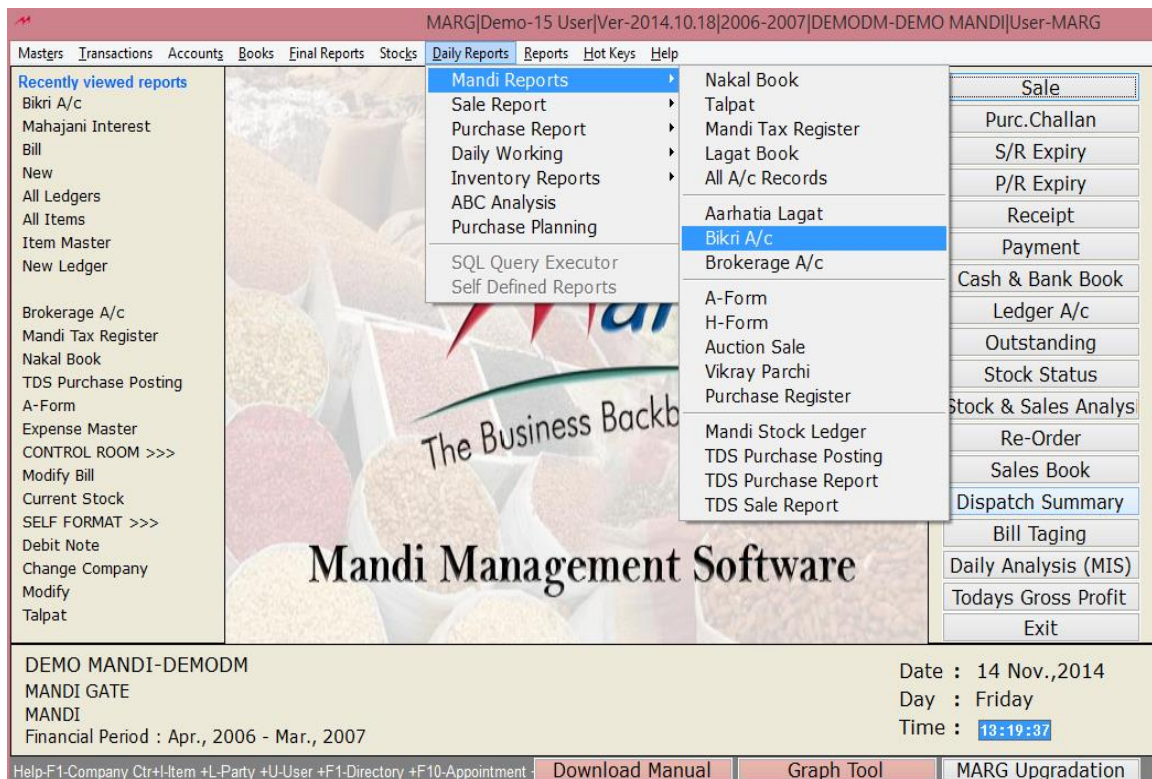 MARG|Demo-15 User|Ver-2014.10.18|2006-2007|DEMODM-DEMO MANDI|User-MARG
Masters Transactions Accounts Books Final Reports Stocks Daily Reports Reports Hot Keys Help
Recently viewed reports
Bikri A/c
Mahajani Interest
Bill
New
All Ledgers
All Items
Item Master
New Ledger
Brokerage A/c
Mandi Tax Register
Nakal Book
TDS Purchase Posting
A-Form
Expense Master
CONTROL ROOM >>>
Modify Bill
Current Stock
SELF FORMAT >>>
Debit Note
Change Company
Modify
Talpat
Mandi Reports
Sale Report
Purchase Report
Daily Working
Inventory Reports
ABC Analysis
Purchase Planning
SQL Query Executor
Self Defined Reports
Nakal Book
Talpat
Mandi Tax Register
Lagat Book
All A/c Records
Aarhatia Lagat
Bikri A/c
Brokerage A/c
A-Form
H-Form
Auction Sale
Vikray Parchi
Purchase Register
Mandi Stock Ledger
TDS Purchase Posting
TDS Purchase Report
TDS Sale Report
The Business Backb
Mandi Management Software
Sale
Purc.Challan
S/R Expiry
P/R Expiry
Receipt
Payment
Cash & Bank Book
Ledger A/c
Outstanding
Stock Status
Stock & Sales Analysi
Re-Order
Sales Book
Dispatch Summary
Bill Taging
Daily Analysis (MIS)
Todays Gross Profit
Exit
DEMO MANDI-DEMODM
MANDI GATE
MANDI
Financial Period : Apr., 2006 - Mar., 2007
Date : 14 Nov.,2014
Day : Friday
Time : 13:19:37
Help-F1-Company Ctr+I-Item +L-Party +U-User +F1-Directory +F10-Appointment -
Download Manual
Graph Tool
MARG Upgradation